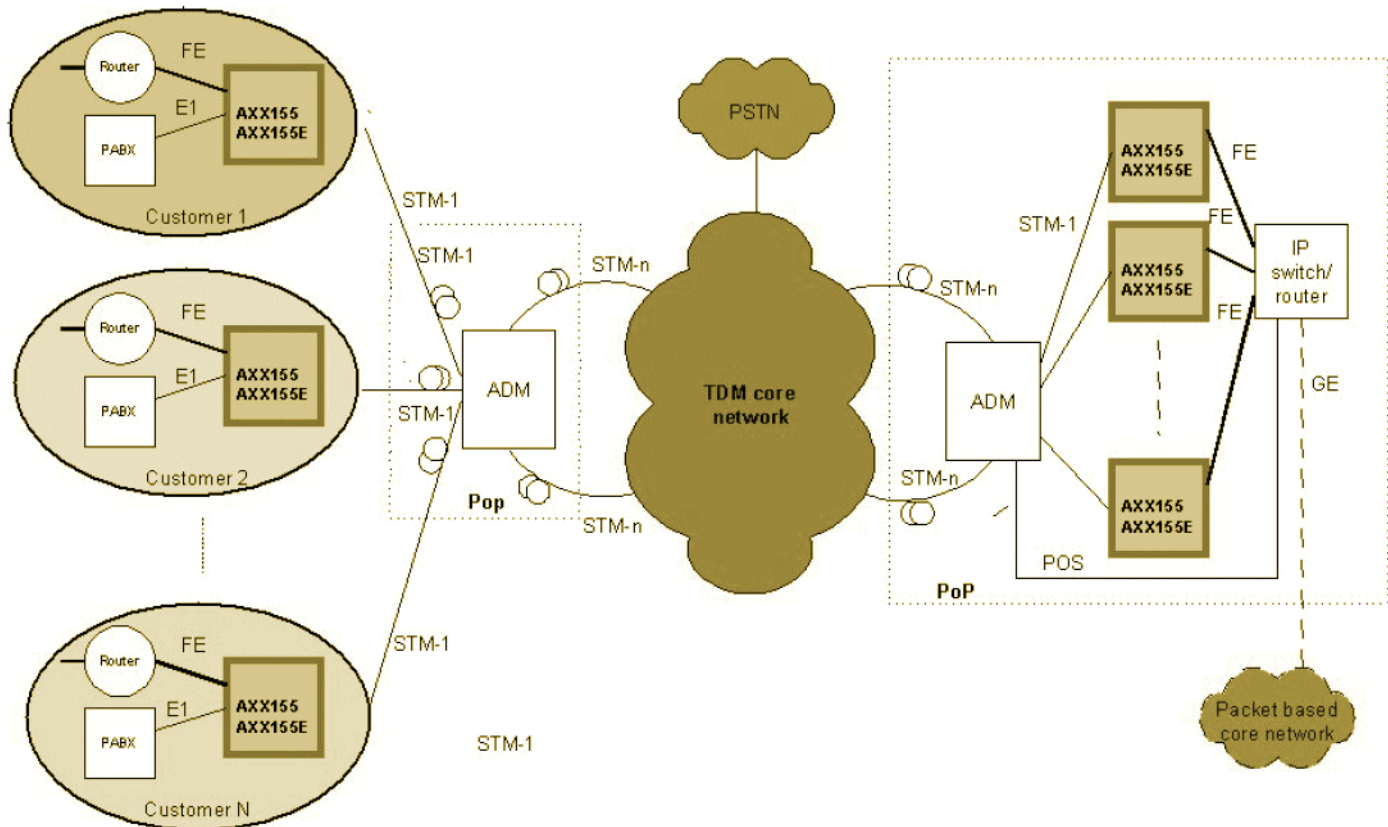 FE
Router
E1
AXX155
AXX155E
PABX
Customer 1
FE
Router
E1
AXX155
AXX155E
PABX
Customer 2
FE
Router
E1
AXX155
AXX155E
PABX
Customer N
STM-1
STM-1
STM-1
STM-1
STM-1
ADM
Pop
STM-n
STM-n
PSTN
TDM core
network
STM-n
STM-n
ADM
STM-1
AXX155
AXX155E
AXX155
AXX155E
AXX155
AXX155E
FE
FE
FE
IP
switch/
router
GE
POS
PoP
Packet based
core network